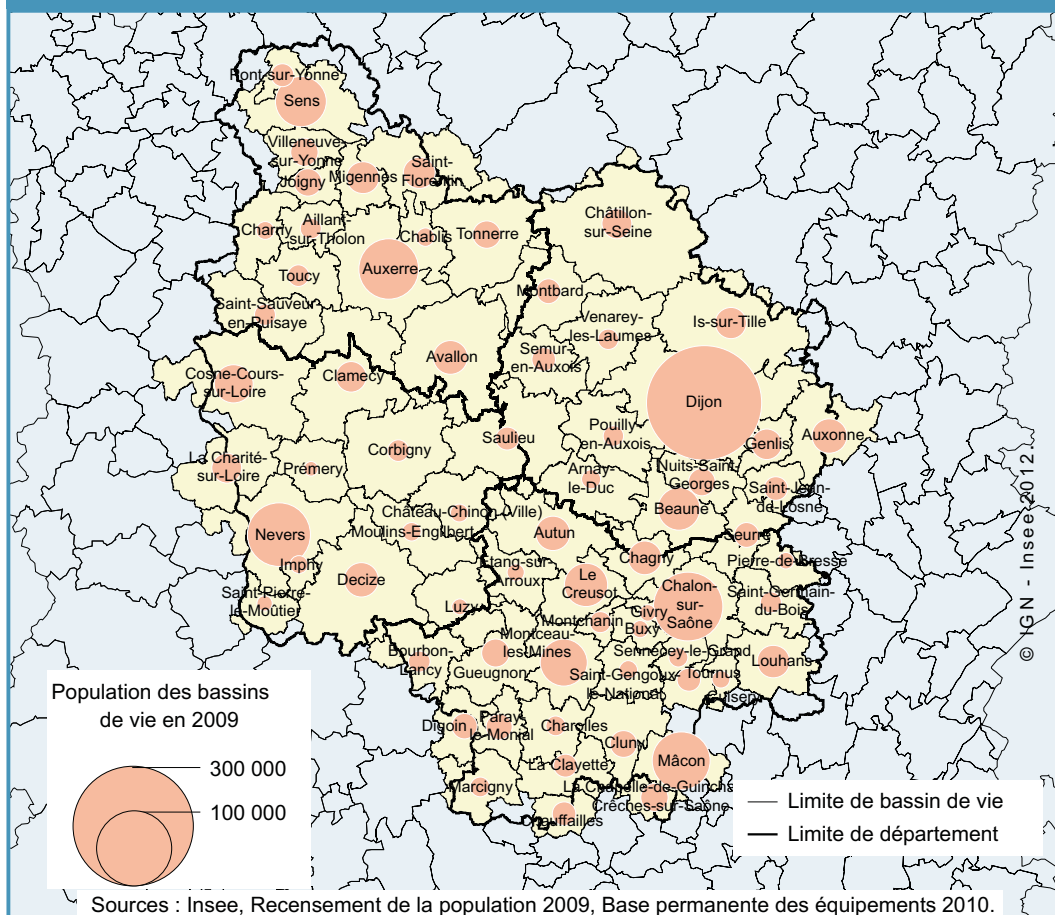 Pont-sur-Yonne
Sens
Villeneuve-
sur-Yonne
Joigny
Migennes
Saint-
Florentin
Charny
Aillant-
sur-Tholon
Chablis
Tonnerre
Châtillon-
sur-Seine
Auxerre
Toucy
Saint-Sauveur-
en-Puisaye
Montbard
Venarey-
les-Laumes
Is-sur-Tille
Semur-
en-Auxois
Avallon
Cosne-Cours-
sur-Loire
Clamecy
Dijon
Saulieu
Pouilly-
en-Auxois
Genlis
Auxonne
Corbigny
La Charité-
sur-Loire
Prémery
Arnay-
le-Duc
Nuits-Saint-
Georges
Saint-Jean-
de-Losne
Beaune
Château-Chinon (Ville)
Moulins-Engilbert
Nevers
Autun
Seurre
Imphy
Decize
Etang-sur-
Arroux
Le
Creusot
Chagny
Pierre-de-Bresse
Saint-Pierre-
le-Moûtier
Luzy
Chalon-
sur-
Saône
Saint-Germain-
du-Bois
Montchanin
Givry
Buxy
Montceau-
les-Mines
Bourbon-
Lancy
Gueugnon
Sennecey-le-Grand
Louhans
Saint-Gengoux-
le-National
Tournus
Cuisery
Digoin
Paray-
le-Monial
Charolles
Cluny
Mâcon
La Clayette
Marcigny
La Chapelle-de-Guincha
Crêches-sur-Saône
Chauffailles
Population des bassins
de vie en 2009
300 000
100 000
Limite de bassin de vie
Limite de département
© IGN - Insee 2012
Sources : Insee, Recensement de la population 2009, Base permanente des équipements 2010.